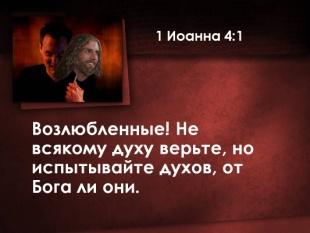 1 Иоанна 4:1
Возлюбленные! Не
всякому духу верьте, но
испытывайте духов, от
Бога ли они.